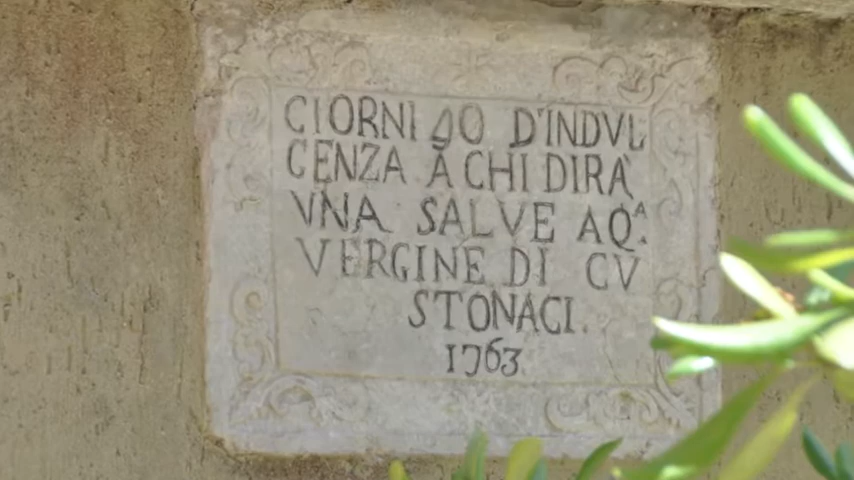 GIORNI 40 D'INDVL
GENZA À CHI DIRÀ
VNA SALVE AQ.ᴬ
VERGINE DI CV
STONACI.
1763